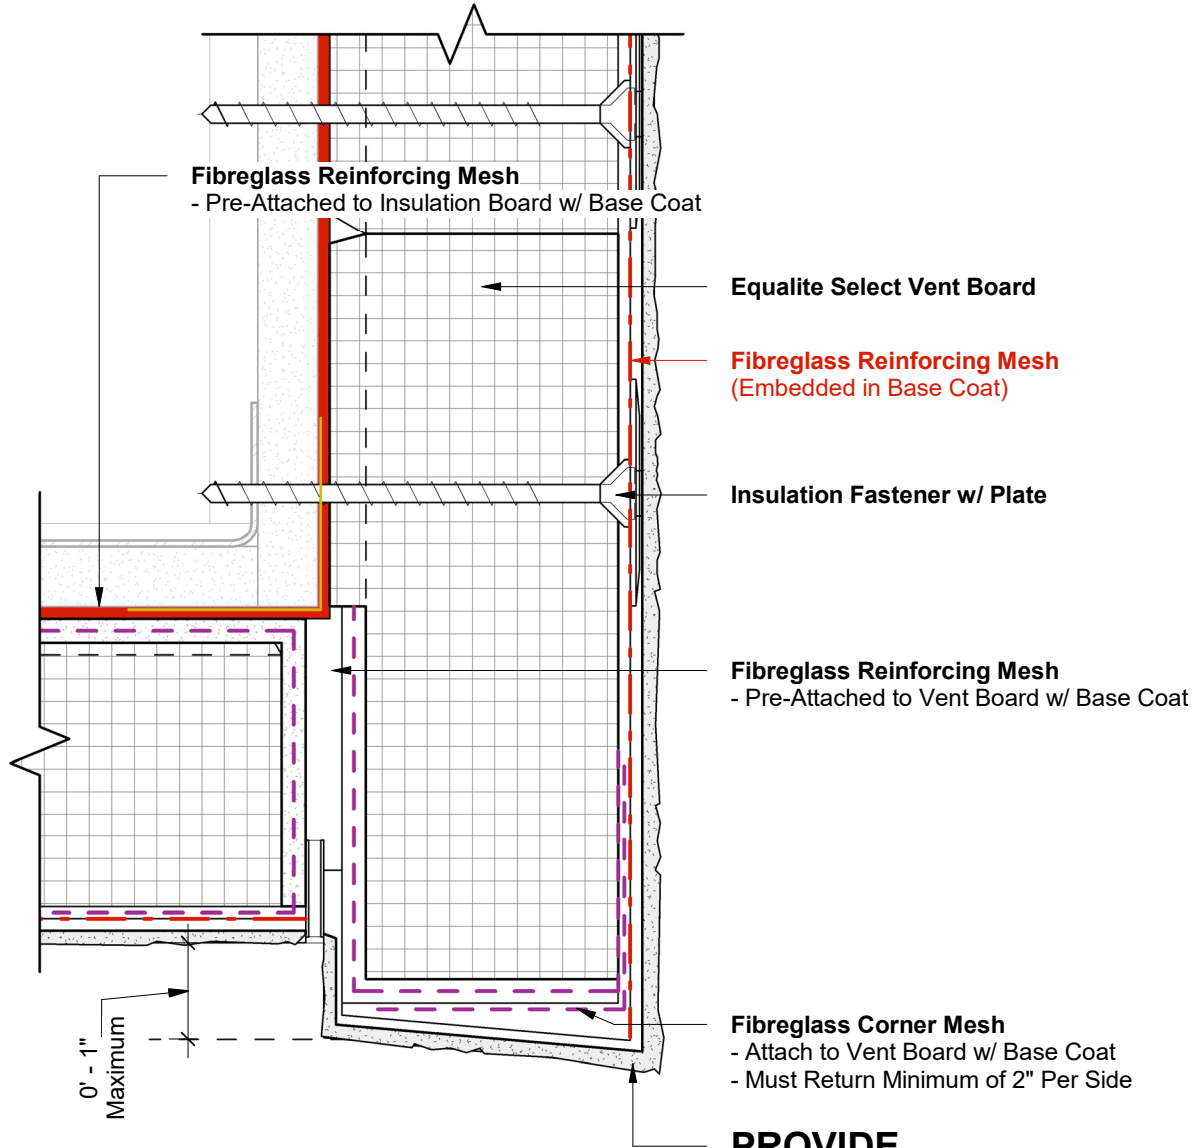 Fibreglass Reinforcing Mesh
- Pre-Attached to Insulation Board w/ Base Coat
Equalite Select Vent Board
Fibreglass Reinforcing Mesh
(Embedded in Base Coat)
Insulation Fastener w/ Plate
Fibreglass Reinforcing Mesh
- Pre-Attached to Vent Board w/ Base Coat
0' - 1"
Maximum
Fibreglass Corner Mesh
- Attach to Vent Board w/ Base Coat
- Must Return Minimum of 2" Per Side
PROVIDE